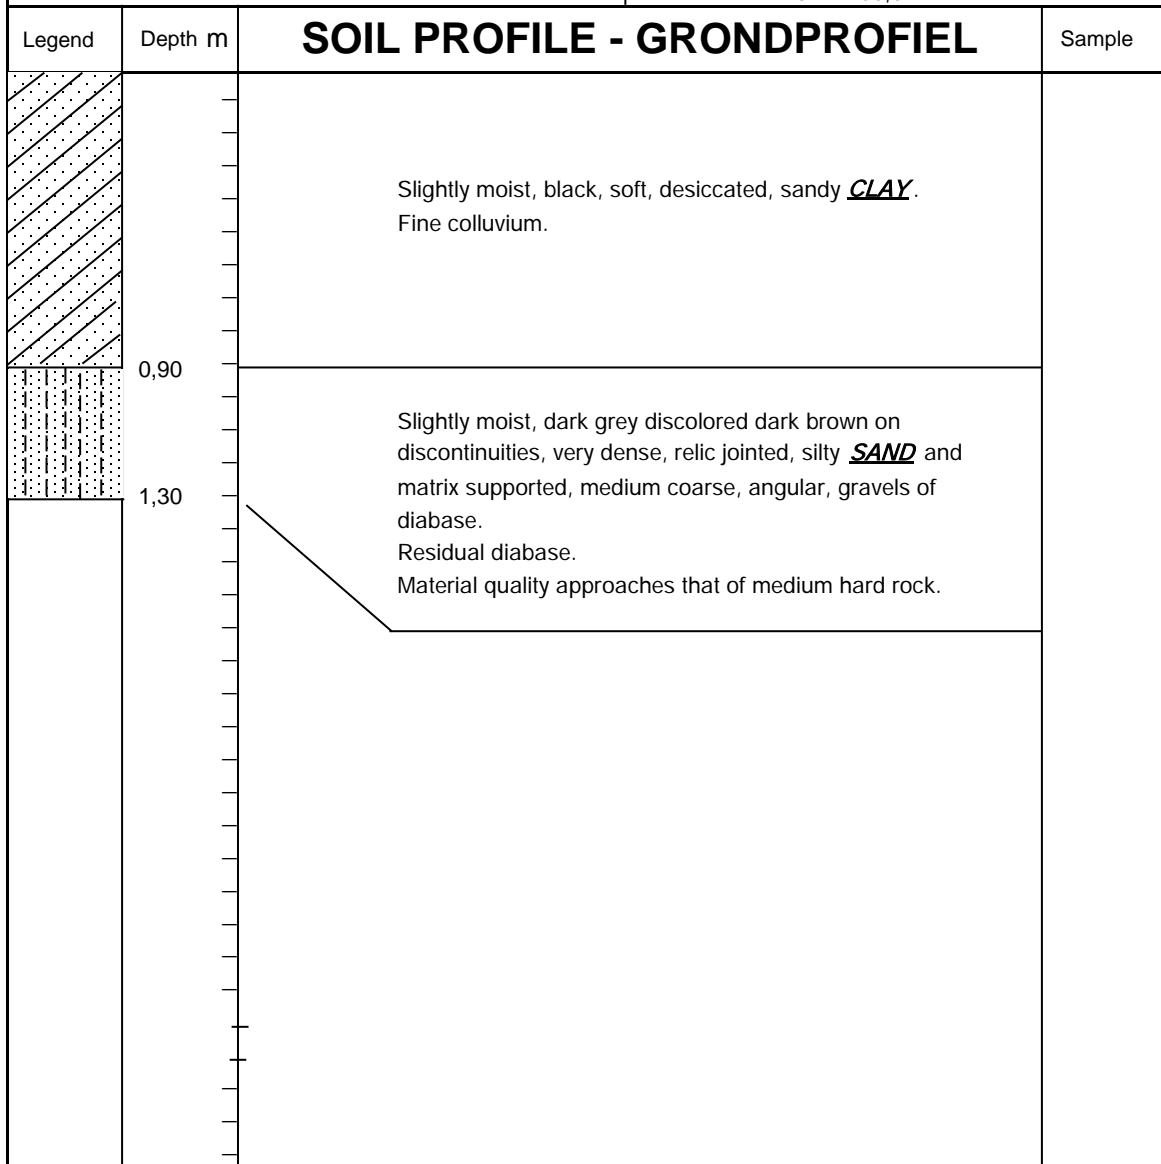 Legend Depth m SOIL PROFILE - GRONDPROFIEL Sample
Slightly moist, black, soft, desiccated, sandy CLAY.
Fine colluvium.
0,90
Slightly moist, dark grey discolored dark brown on
discontinuities, very dense, relic jointed, silty SAND and
matrix supported, medium coarse, angular, gravels of
1,30
diabase.
Residual diabase.
Material quality approaches that of medium hard rock.